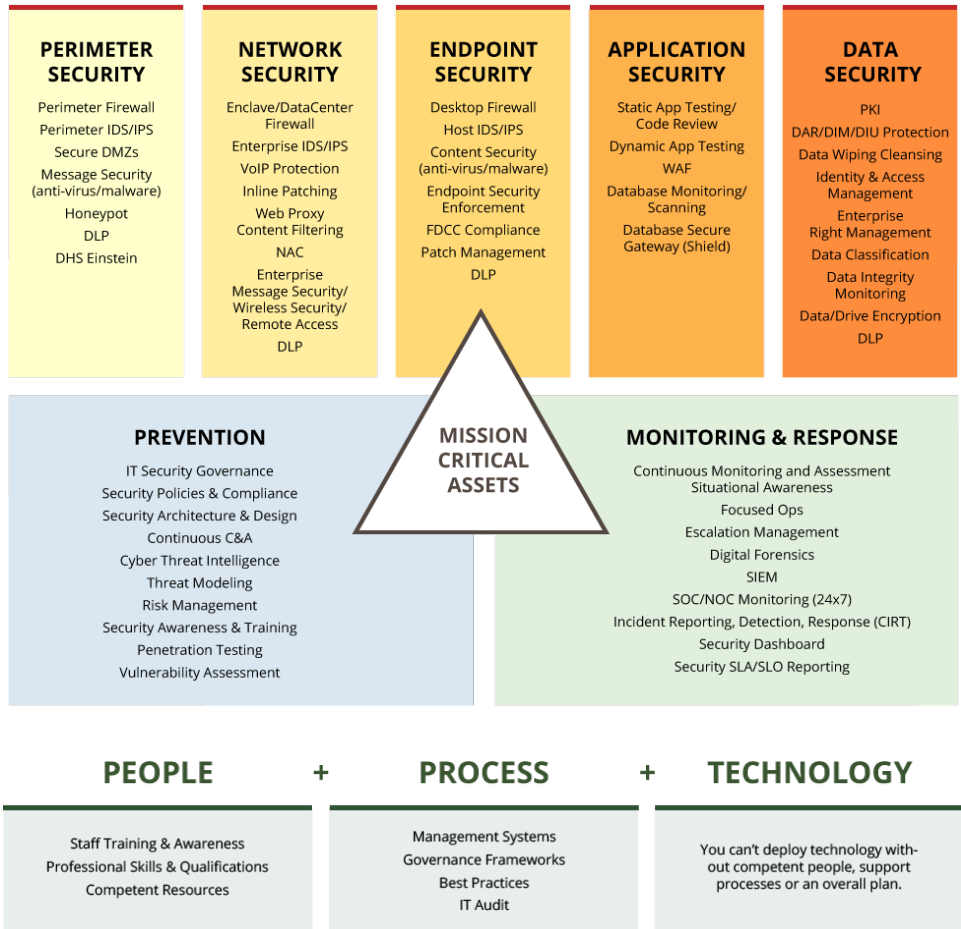 PERIMETER
SECURITY
Perimeter Firewall
Perimeter IDS/IPS
Secure DMZs
Message Security
(anti-virus/malware)
Honeypot
DLP
DHS Einstein
NETWORK
SECURITY
Enclave/DataCenter
Firewall
Enterprise IDS/IPS
VoIP Protection
Inline Patching
Web Proxy
Content Filtering
NAC
Enterprise
Message Security/
Wireless Security/
Remote Access
DLP
ENDPOINT
SECURITY
Desktop Firewall
Host IDS/IPS
Content Security
(anti-virus/malware)
Endpoint Security
Enforcement
FDCC Compliance
Patch Management
DLP
APPLICATION
SECURITY
Static App Testing/
Code Review
Dynamic App Testing
WAF
Database Monitoring/
Scanning
Database Secure
Gateway (Shield)
DATA
SECURITY
PKI
DAR/DIM/DIU Protection
Data Wiping Cleansing
Identity & Access
Management
Enterprise
Right Management
Data Classification
Data Integrity
Monitoring
Data/Drive Encryption
DLP
PREVENTION
IT Security Governance
Security Policies & Compliance
Security Architecture & Design
Continuous C&A
Cyber Threat Intelligence
Threat Modeling
Risk Management
Security Awareness & Training
Penetration Testing
Vulnerability Assessment
MISSION
CRITICAL
ASSETS
MONITORING & RESPONSE
Continuous Monitoring and Assessment
Situational Awareness
Focused Ops
Escalation Management
Digital Forensics
SIEM
SOC/NOC Monitoring (24x7)
Incident Reporting, Detection, Response (CIRT)
Security Dashboard
Security SLA/SLO Reporting
PEOPLE + PROCESS + TECHNOLOGY
Staff Training & Awareness
Professional Skills & Qualifications
Competent Resources
Management Systems
Governance Frameworks
Best Practices
IT Audit
You can't deploy technology with-
out competent people, support
processes or an overall plan.